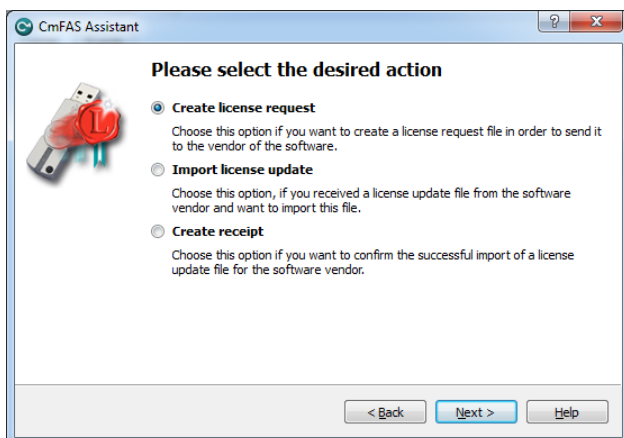 CmFAS Assistant
?
X
Please select the desired action
Create license request
Choose this option if you want to create a license request file in order to send it
to the vendor of the software.
Import license update
Choose this option, if you received a license update file from the software
vendor and want to import this file.
Create receipt
Choose this option if you want to confirm the successful import of a license
update file for the software vendor.
L
< Back Next > Help